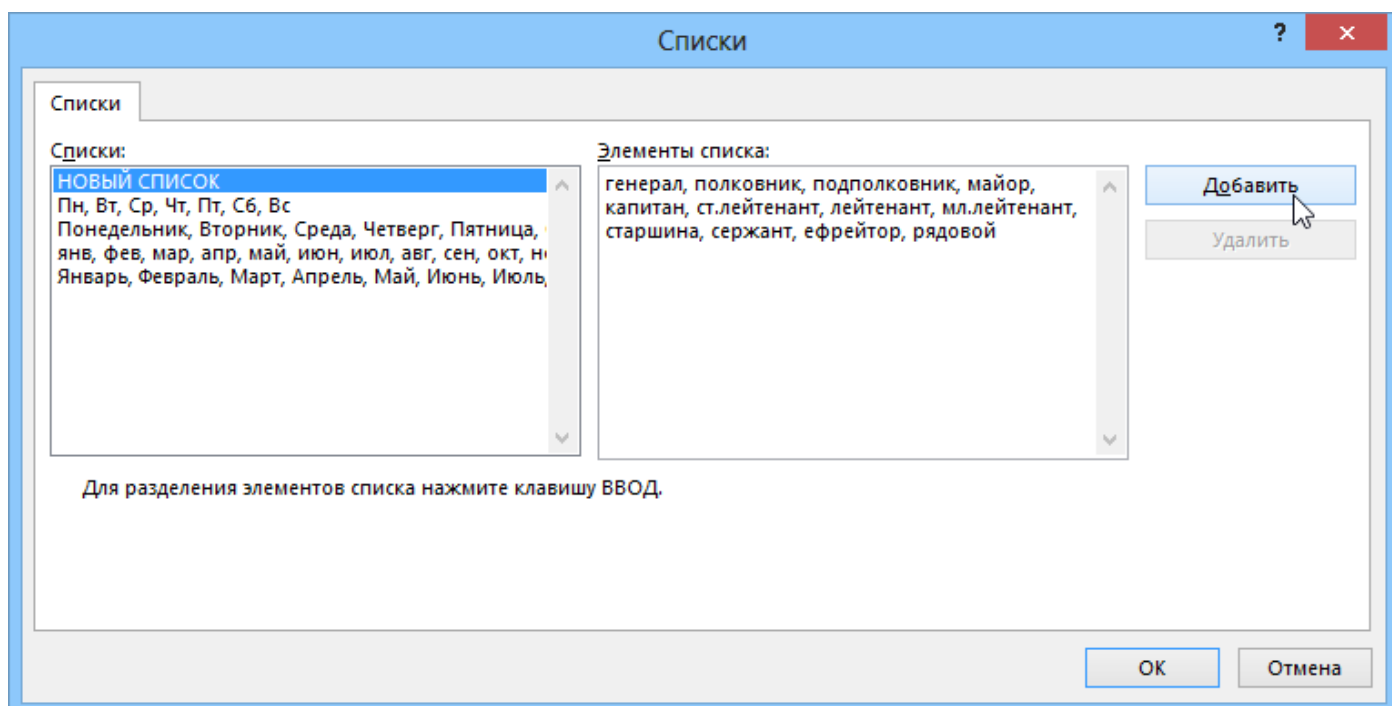 Списки
?
Списки
Списки:
НОВЫЙ СПИСОК
Пн, Вт, Ср, Чт, Пт, Сб, Вс
Понедельник, Вторник, Среда, Четверг, Пятница,
янв, фев, мар, апр, май, июн, июл, авг, сен, окт,
Январь, Февраль, Март, Апрель, Май, Июнь, Июль,
Элементы списка:
генерал, полковник, подполковник, майор,
капитан, ст.лейтенант, лейтенант, мл.лейтенант,
старшина, сержант, ефрейтор, рядовой
Добавить
Удалить
Для разделения элементов списка нажмите клавишу ВВОД.
ОК
Отмена